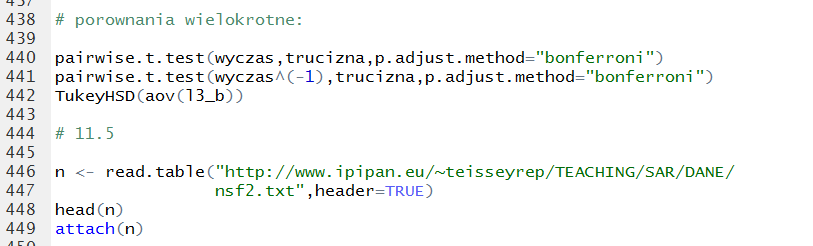 437
438 # porownania wielokrotne:
439
440 pairwise.t.test(wyczas,trucizna,p.adjust.method="bonferroni")
441 pairwise.t.test(wyczas^(-1),trucizna,p.adjust.method="bonferroni")
442 TukeyHSD(aov(l3_b))
443
444 # 11.5
445
446 n <- read.table("http://www.ipipan.eu/~teisseyrep/TEACHING/SAR/DANE/
447 nsf2.txt",header=TRUE)
448 head(n)
449 attach(n)
450